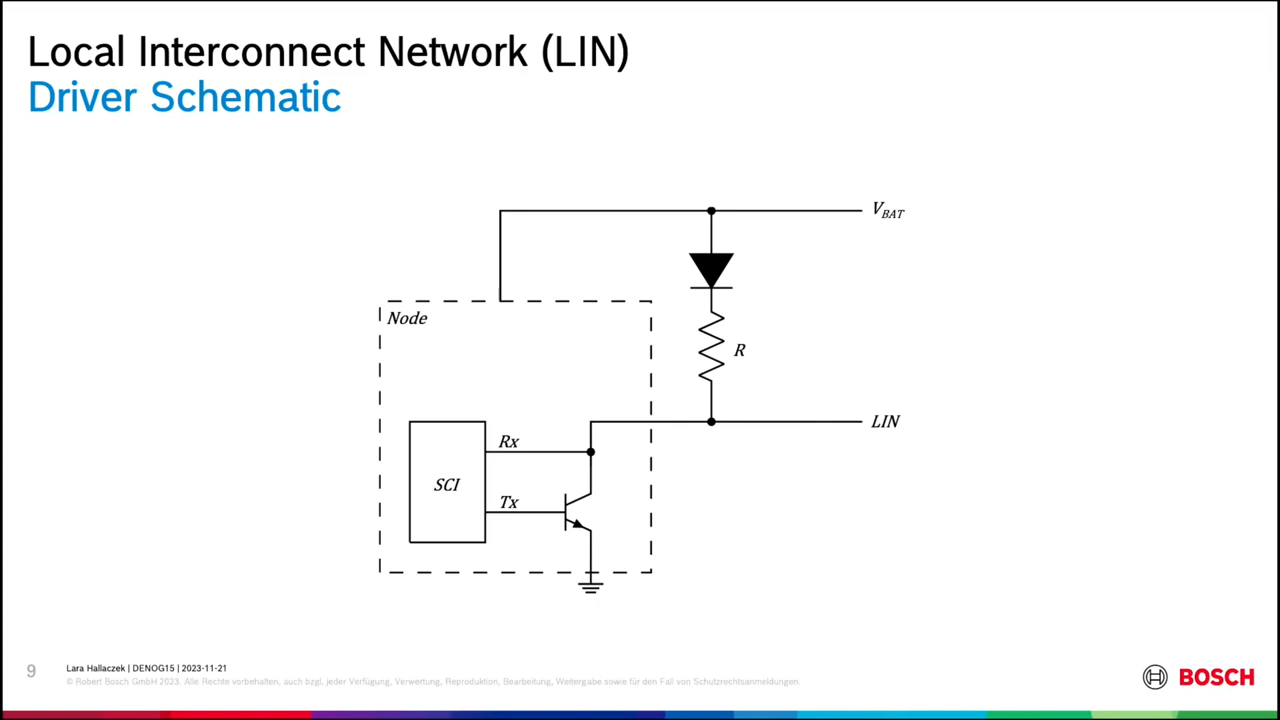 Local Interconnect Network (LIN)
Driver Schematic
V_BAT
Node
R
LIN
Rx
SCI
Tx
9
Lara Hallaczek | DENOG15 | 2023-11-21
© Robert Bosch GmbH 2023. Alle Rechte vorbehalten, auch bzgl. jeder Verfügung, Verwertung, Reproduktion, Bearbeitung, Weitergabe sowie für den Fall von Schutzrechtsanmeldungen.
BOSCH